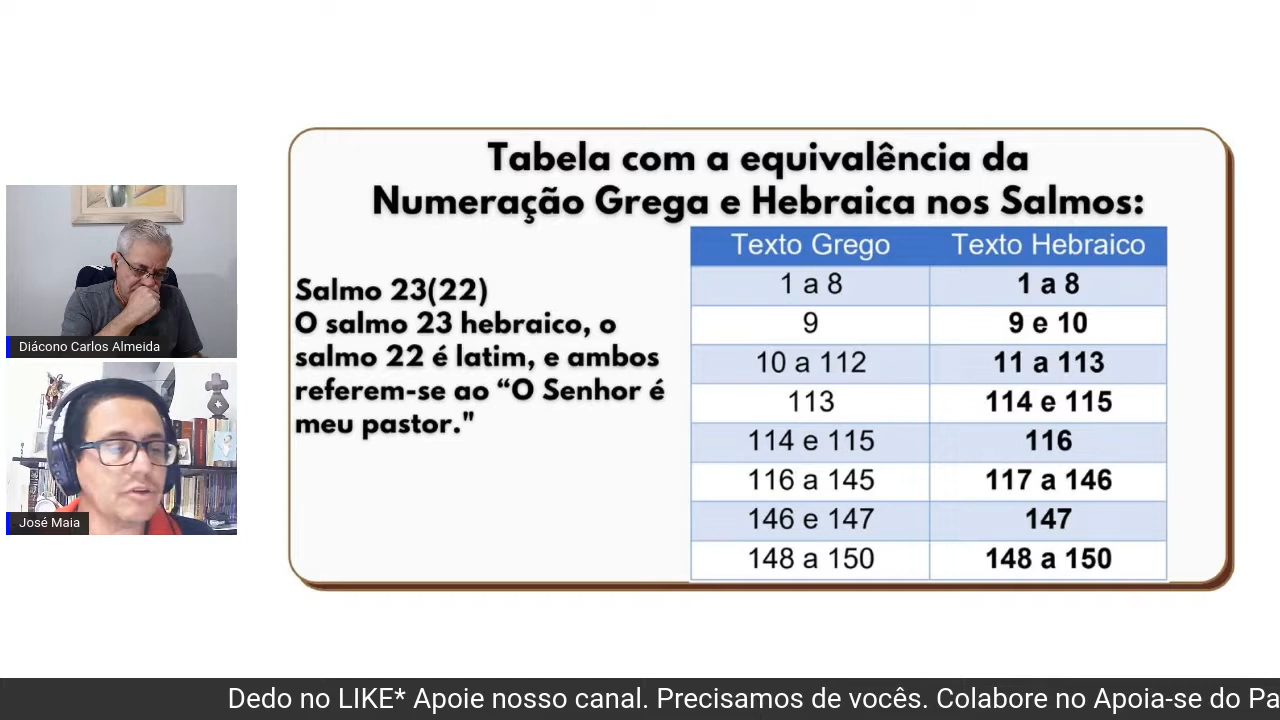 Tabela com a equivalência da
Numeração Grega e Hebraica nos Salmos:
Salmo 23(22)
O salmo 23 hebraico, o
salmo 22 é latim, e ambos
referem-se ao “O Senhor é
meu pastor."
Texto Grego Texto Hebraico
1 a 8 1 a 8
9 9 e 10
10 a 112 11 a 113
113 114 e 115
114 e 115 116
116 a 145 117 a 146
146 e 147 147
148 a 150 148 a 150
Diácono Carlos Almeida
José Maia
Dedo no LIKE* Apoie nosso canal. Precisamos de vocês. Colabore no Apoia-se do Pa